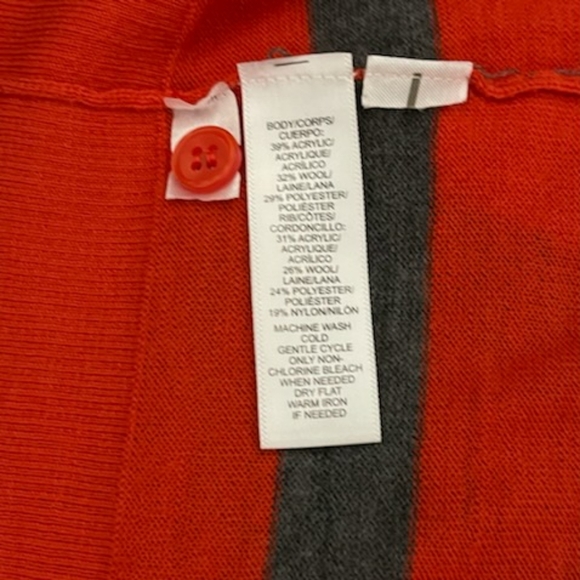 BODY/CORPS/
CUERPO:
39% ACRYLIC/
ACRYLIQUE/
ACRÍLICO
32% WOOL/
LAINE/LANA
29% POLYESTER/
POLIÉSTER
RIB/CÔTES/
CORDONCILLO:
31% ACRYLIC/
ACRYLIQUE/
ACRÍLICO
26% WOOL/
LAINE/LANA
24% POLYESTER/
POLIÉSTER
19% NYLON/NILÓN
MACHINE WASH
COLD
GENTLE CYCLE
ONLY NON-
CHLORINE BLEACH
WHEN NEEDED
DRY FLAT
WARM IRON
IF NEEDED